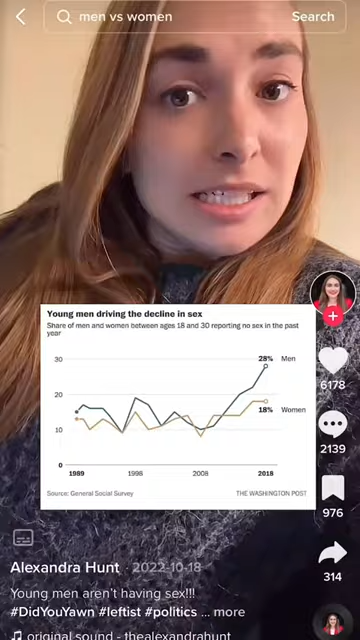 men vs women
Search
Young men driving the decline in sex
Share of men and women between ages 18 and 30 reporting no sex in the past
year
30
28% Men
20
18% Women
10
0
1989 1998 2008 2018
Source: General Social Survey THE WASHINGTON POST
6178
2139
976
314
Alexandra Hunt · 2022-10-18
Young men aren't having sex!!!
#DidYouYawn #leftist #politics ... more
original sound - thealexandrahunt